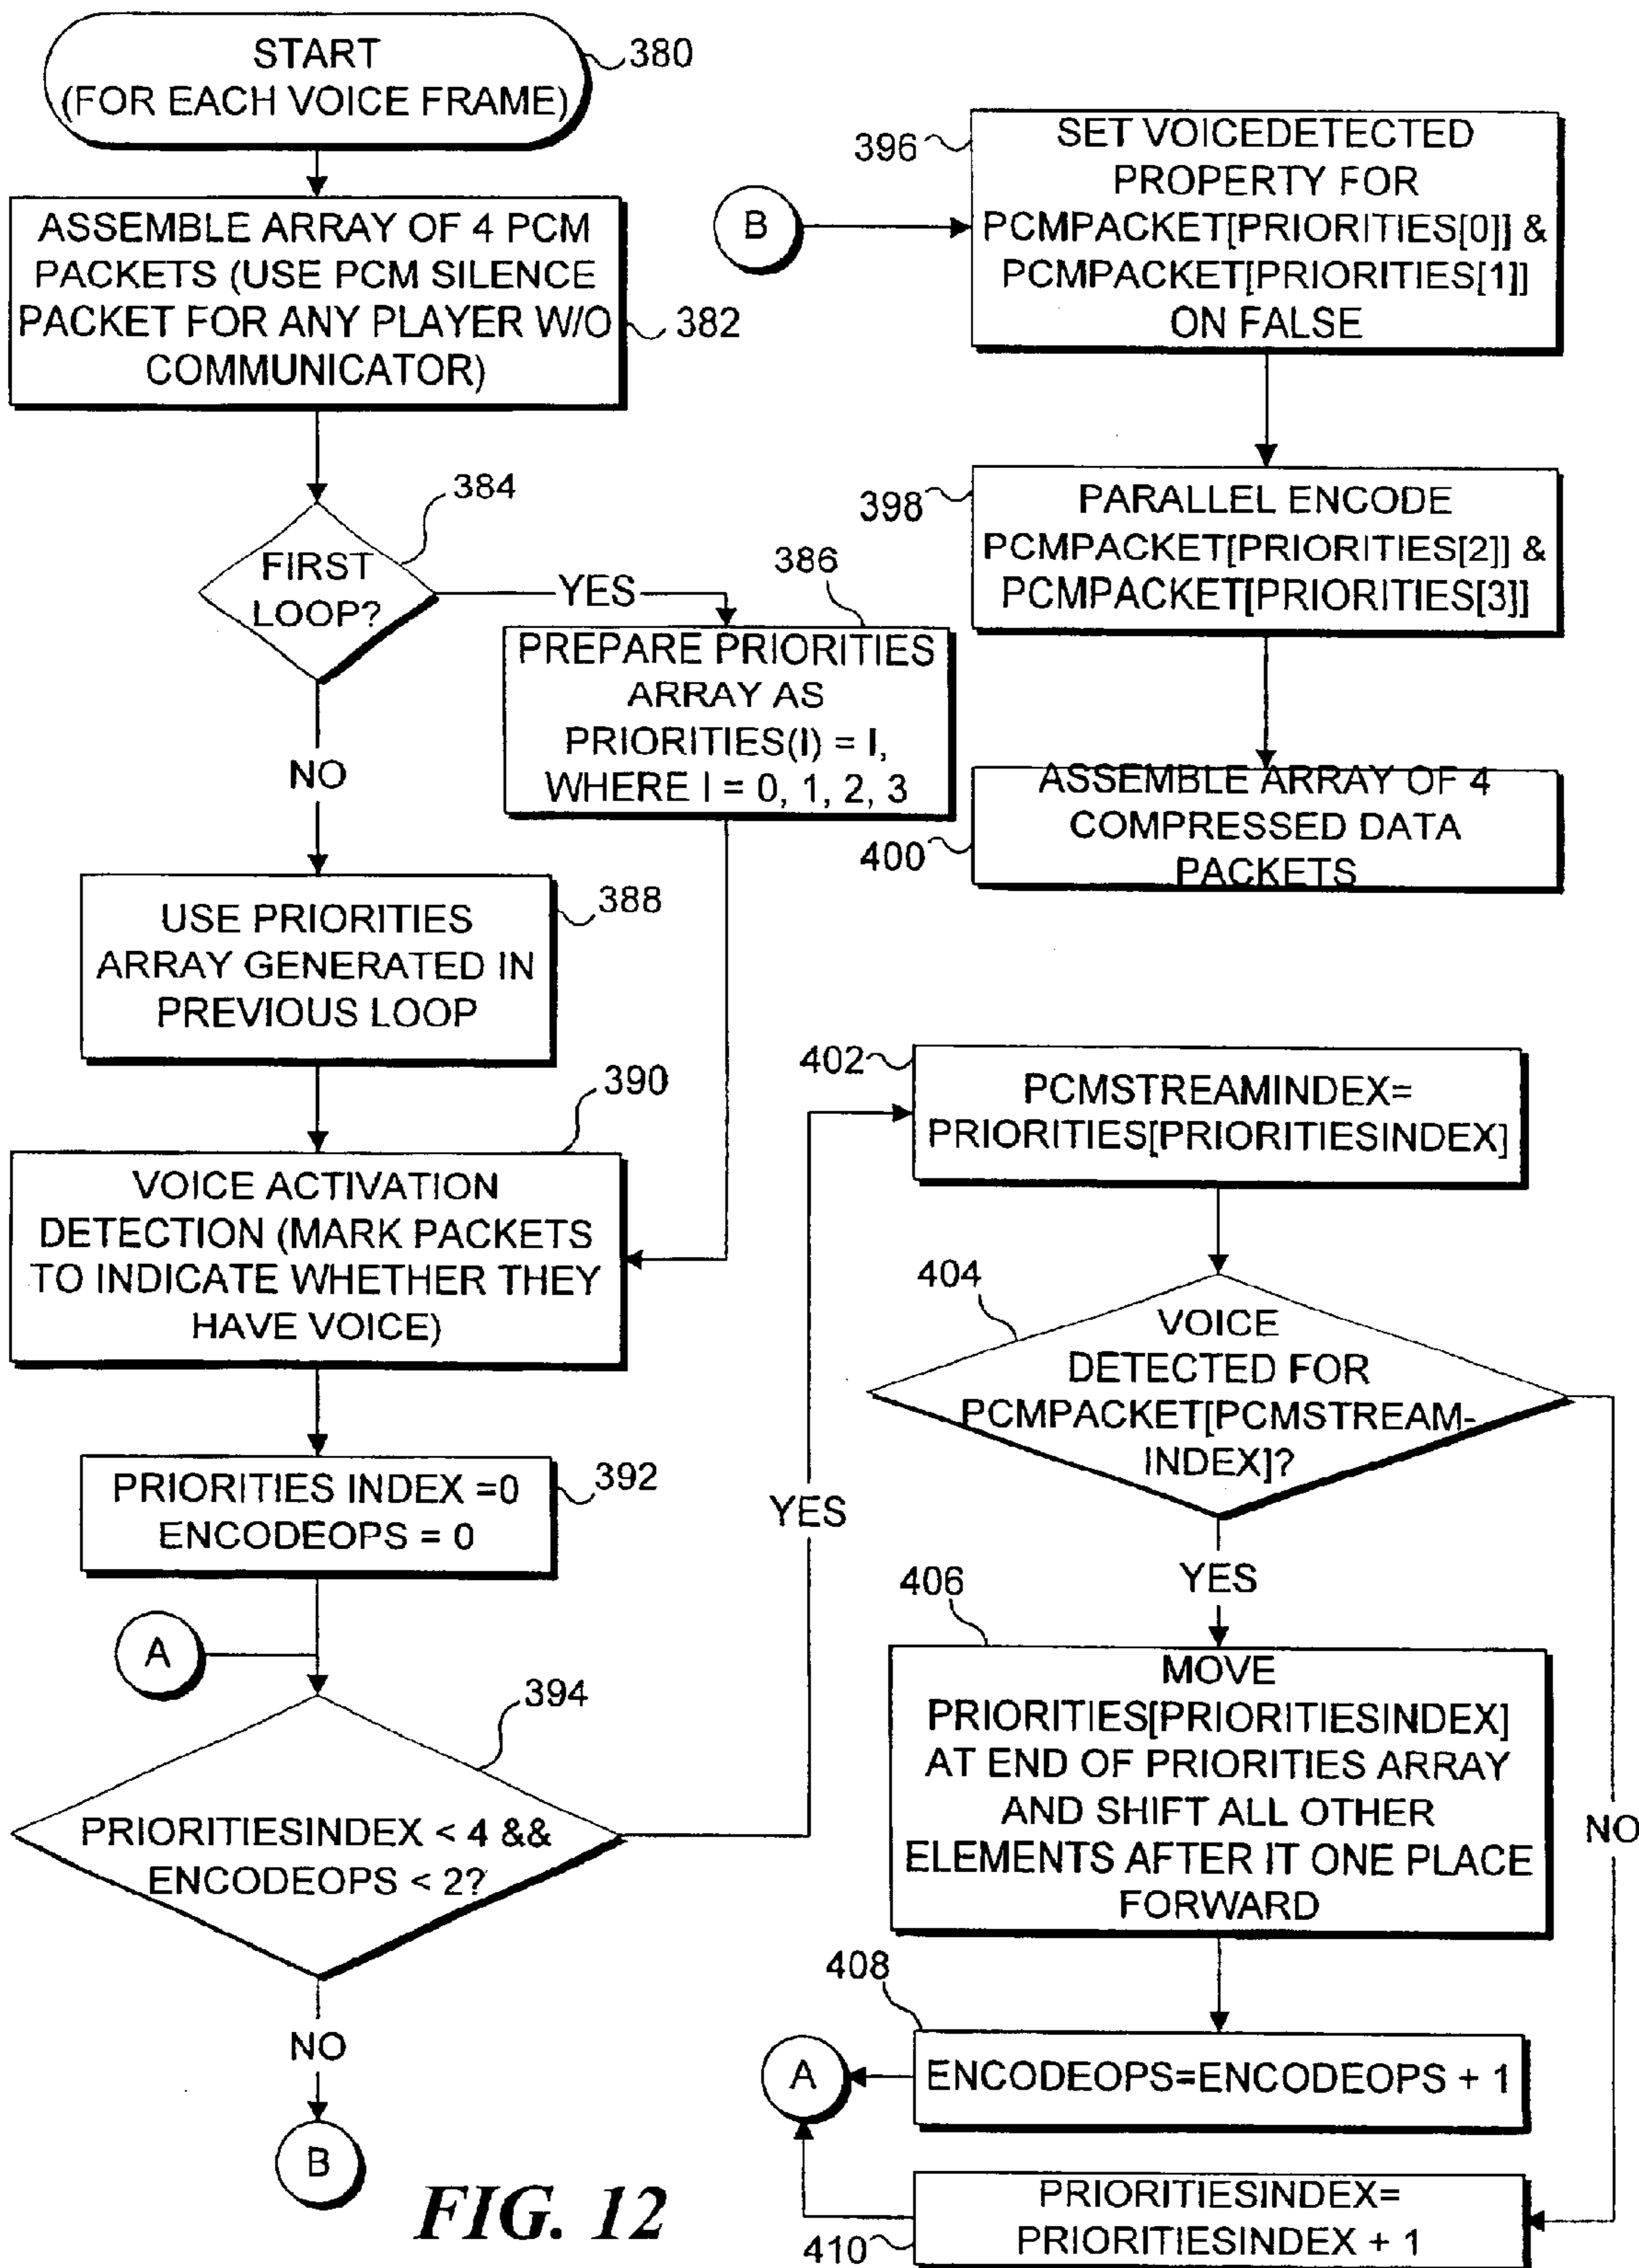 START
(FOR EACH VOICE FRAME)
380
ASSEMBLE ARRAY OF 4 PCM
PACKETS (USE PCM SILENCE
PACKET FOR ANY PLAYER W/O
COMMUNICATOR)
382
384
FIRST
LOOP?
YES
386
PREPARE PRIORITIES
ARRAY AS
PRIORITIES(I) = I,
WHERE I = 0, 1, 2, 3
NO
388
USE PRIORITIES
ARRAY GENERATED IN
PREVIOUS LOOP
390
VOICE ACTIVATION
DETECTION (MARK PACKETS
TO INDICATE WHETHER THEY
HAVE VOICE)
PRIORITIES INDEX =0
ENCODEOPS = 0
392
A
394
PRIORITIESINDEX < 4 &&
ENCODEOPS < 2?
YES
NO
B
B
396
SET VOICEDETECTED
PROPERTY FOR
PCMPACKET[PRIORITIES[0]] &
PCMPACKET[PRIORITIES[1]]
ON FALSE
398
PARALLEL ENCODE
PCMPACKET[PRIORITIES[2]] &
PCMPACKET[PRIORITIES[3]]
400
ASSEMBLE ARRAY OF 4
COMPRESSED DATA
PACKETS
402
PCMSTREAMINDEX=
PRIORITIES[PRIORITIESINDEX]
404
VOICE
DETECTED FOR
PCMPACKET[PCMSTREAM-
INDEX]?
YES
NO
406
MOVE
PRIORITIES[PRIORITIESINDEX]
AT END OF PRIORITIES ARRAY
AND SHIFT ALL OTHER
ELEMENTS AFTER IT ONE PLACE
FORWARD
408
A
ENCODEOPS=ENCODEOPS + 1
410
PRIORITIESINDEX=
PRIORITIESINDEX + 1
FIG. 12